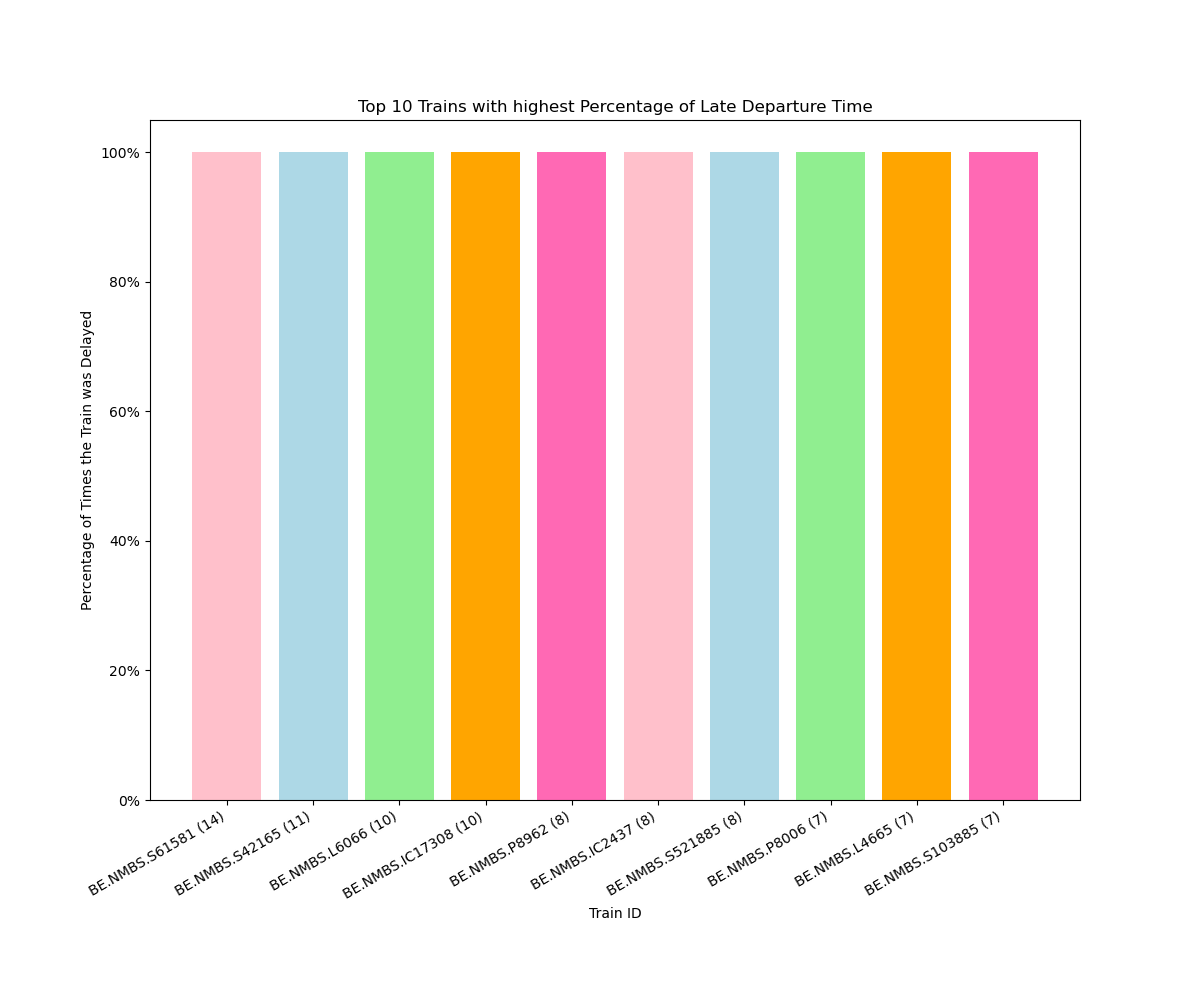 Top 10 Trains with highest Percentage of Late Departure Time
Percentage of Times the Train was Delayed
100%
80%
60%
40%
20%
0%
BE.NMBS.S61581 (14)
BE.NMBS.S42165 (11)
BE.NMBS.L6066 (10)
BE.NMBS.IC17308 (10)
BE.NMBS.P8962 (8)
BE.NMBS.IC2437 (8)
BE.NMBS.S521885 (8)
BE.NMBS.P8006 (7)
BE.NMBS.L4665 (7)
BE.NMBS.S103885 (7)
Train ID